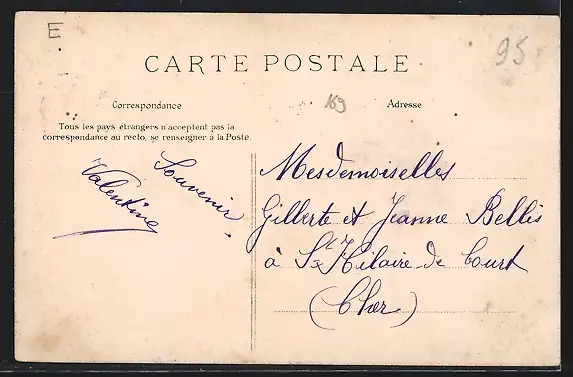 E
95
CARTE POSTALE
169
Correspondance
Adresse
Tous les pays étrangers n'acceptent pas la
correspondance au recto, se renseigner à la Poste.
Souvenir
Valentine
Mesdemoiselles
Gilberte et Jeanne Bellis
à St Hilaire de Court
(Cher)